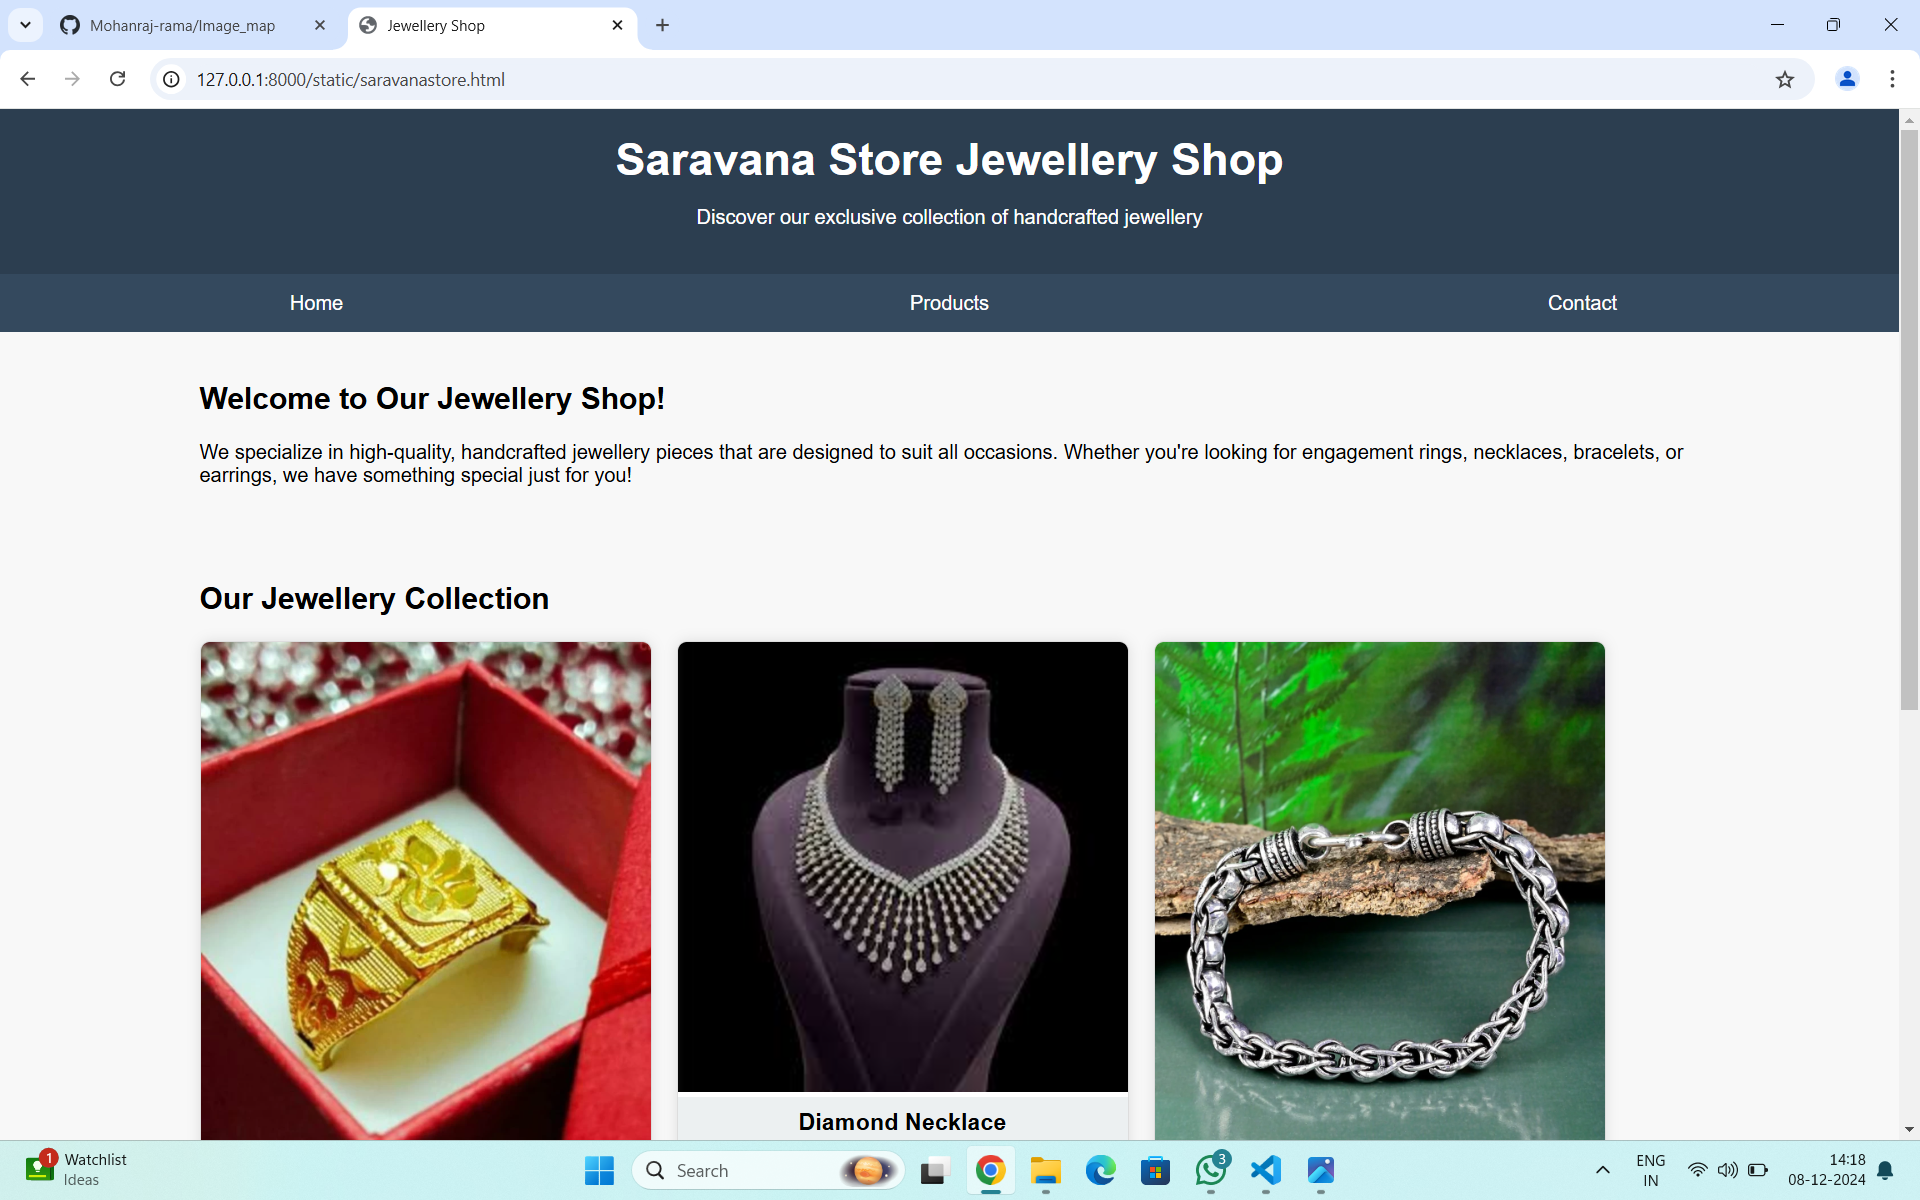 Mohanraj-rama/Image_map
Jewellery Shop
127.0.0.1:8000/static/saravanastore.html
Saravana Store Jewellery Shop
Discover our exclusive collection of handcrafted jewellery
Home Products Contact
Welcome to Our Jewellery Shop!
We specialize in high-quality, handcrafted jewellery pieces that are designed to suit all occasions. Whether you're looking for engagement rings, necklaces, bracelets, or
earrings, we have something special just for you!
Our Jewellery Collection
Diamond Necklace
1
Watchlist
Ideas
Search
3
ENG
IN
14:18
08-12-2024